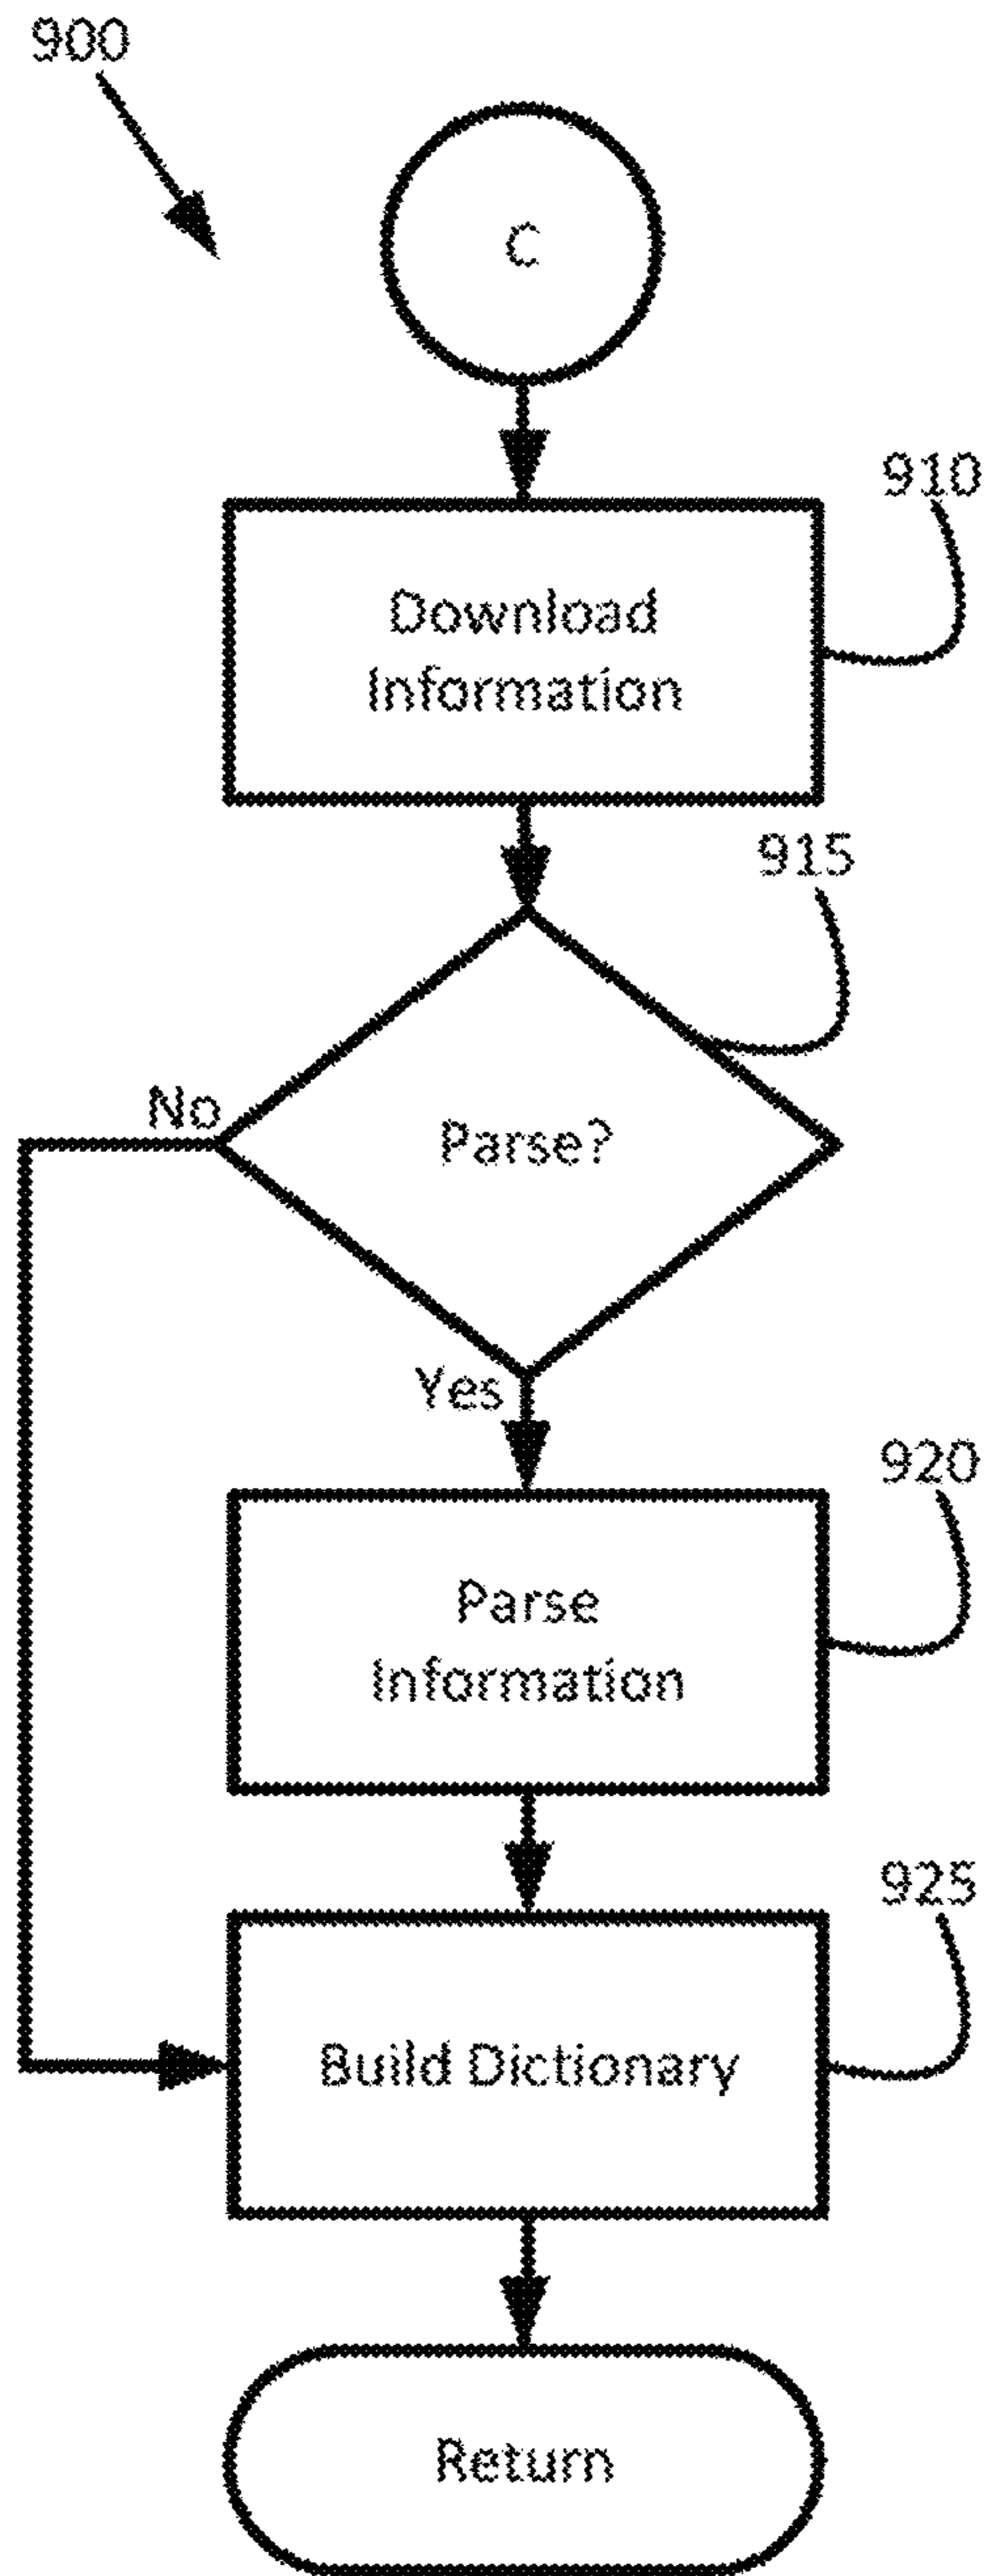 900
C
910
Download
Information
915
No
Parse?
Yes
920
Parse
Information
925
Build Dictionary
Return